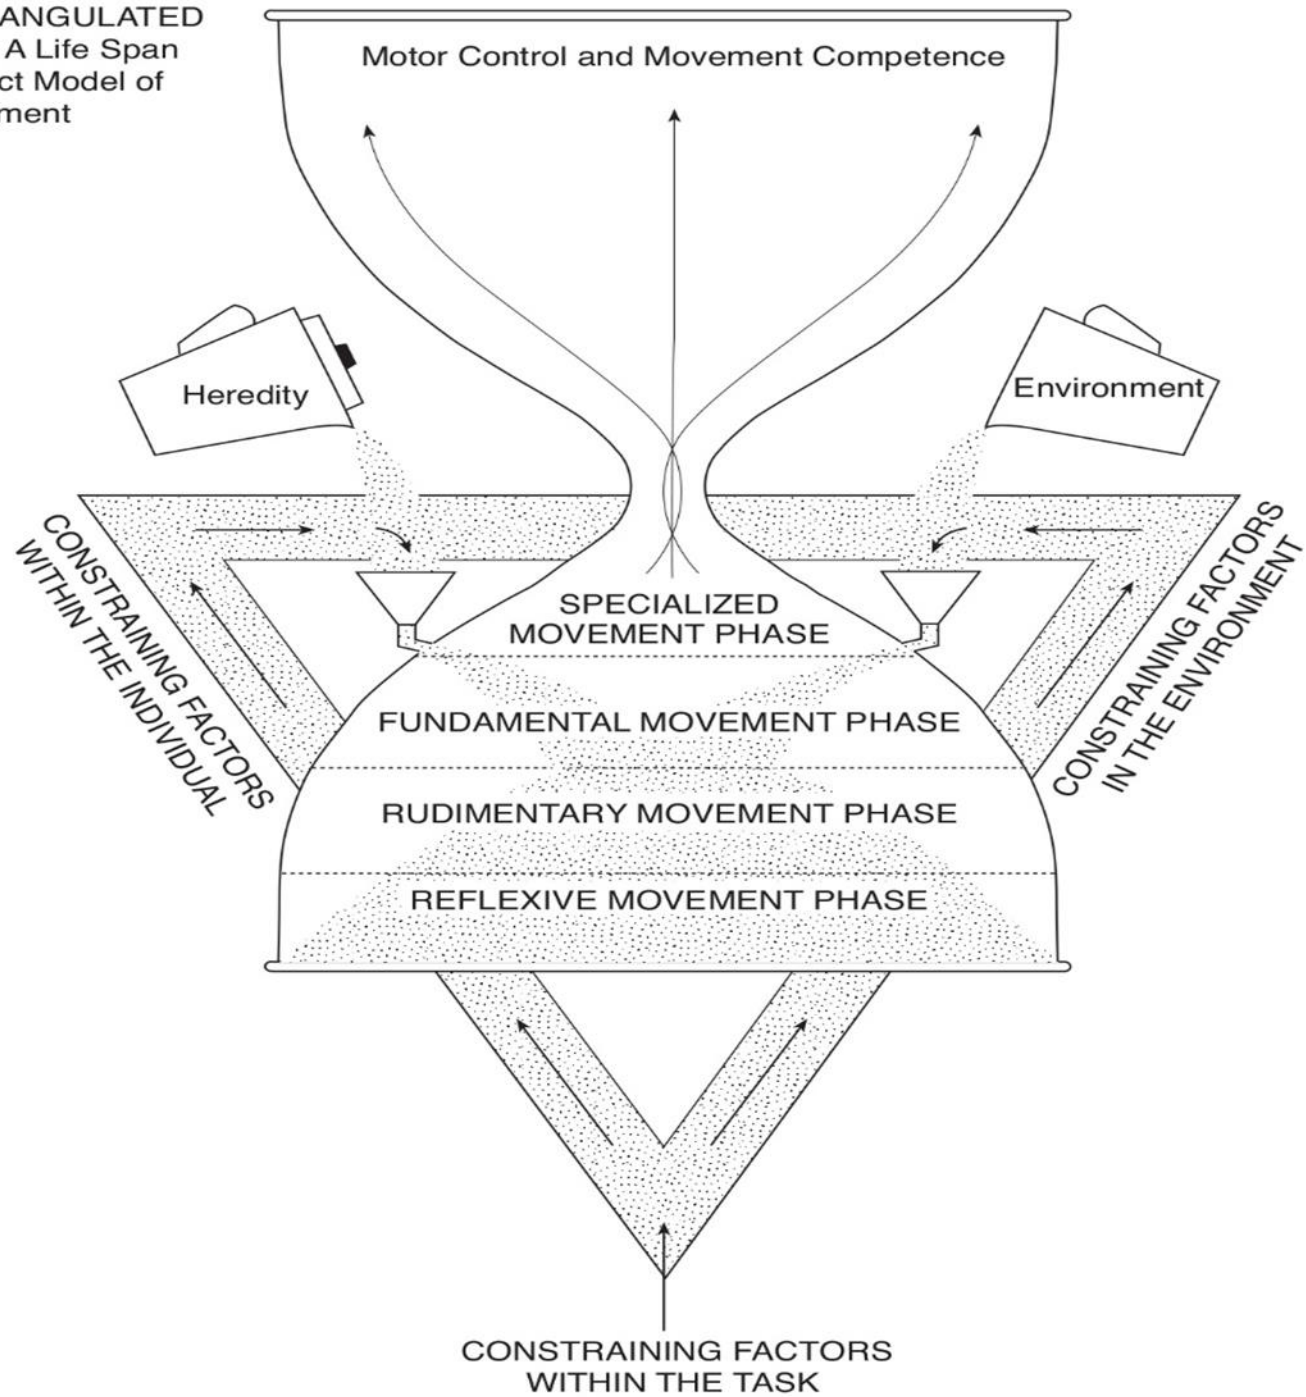 ANGULATED
A Life Span
ct Model of
ment
Motor Control and Movement Competence
Heredity
Environment
CONSTRAINING FACTORS
WITHIN THE INDIVIDUAL
CONSTRAINING FACTORS
IN THE ENVIRONMENT
SPECIALIZED
MOVEMENT PHASE
FUNDAMENTAL MOVEMENT PHASE
RUDIMENTARY MOVEMENT PHASE
REFLEXIVE MOVEMENT PHASE
CONSTRAINING FACTORS
WITHIN THE TASK